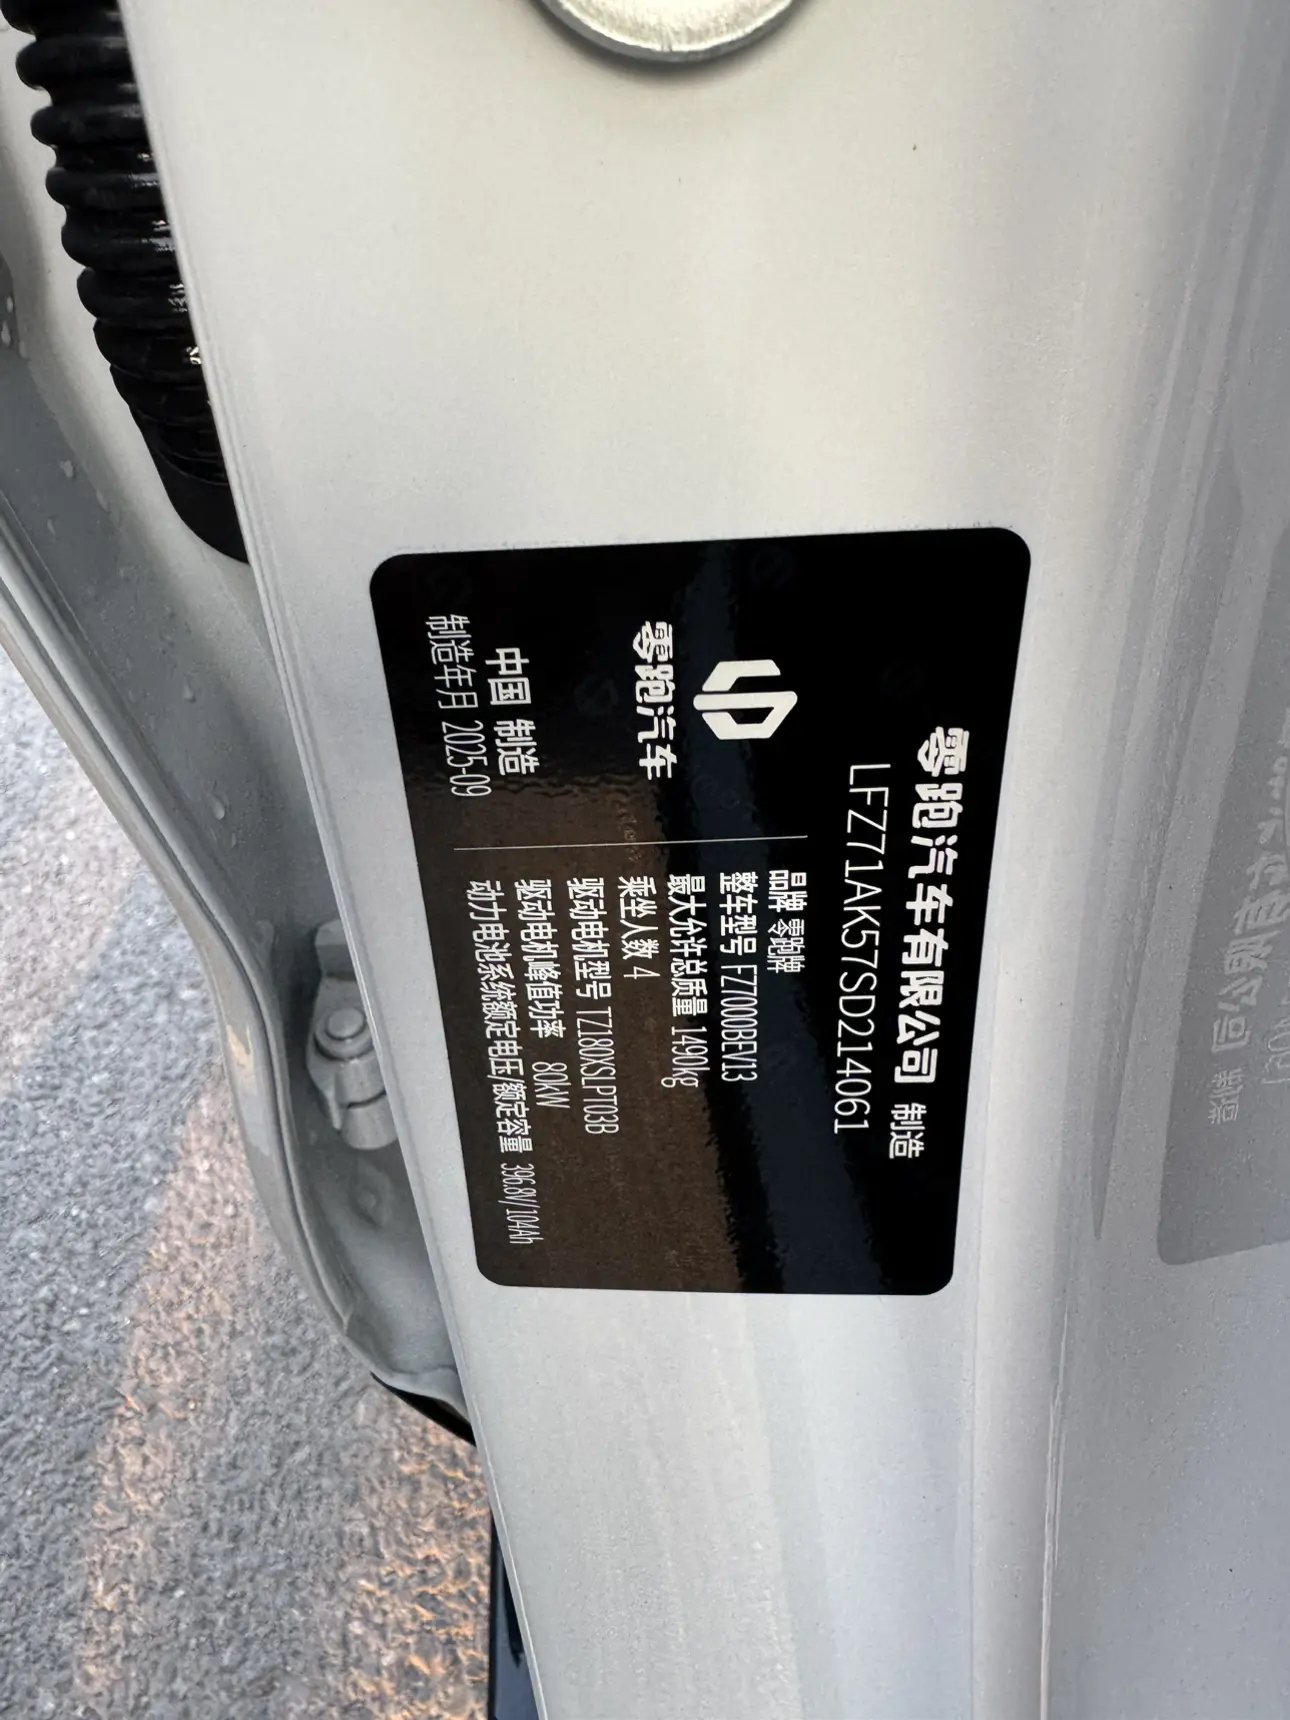 零跑汽车有限公司 制造
LFZ71AK57SD214061
零跑汽车
中国 制造
制造年月 2025-09
品牌 零跑牌
整车型号 FZ7000BEV13
最大允许总质量 1490kg
乘坐人数 4
驱动电机型号 TZ180XSLPT03B
驱动电机峰值功率 80kW
动力电池系统额定电压/额定容量 396.8V/104Ah